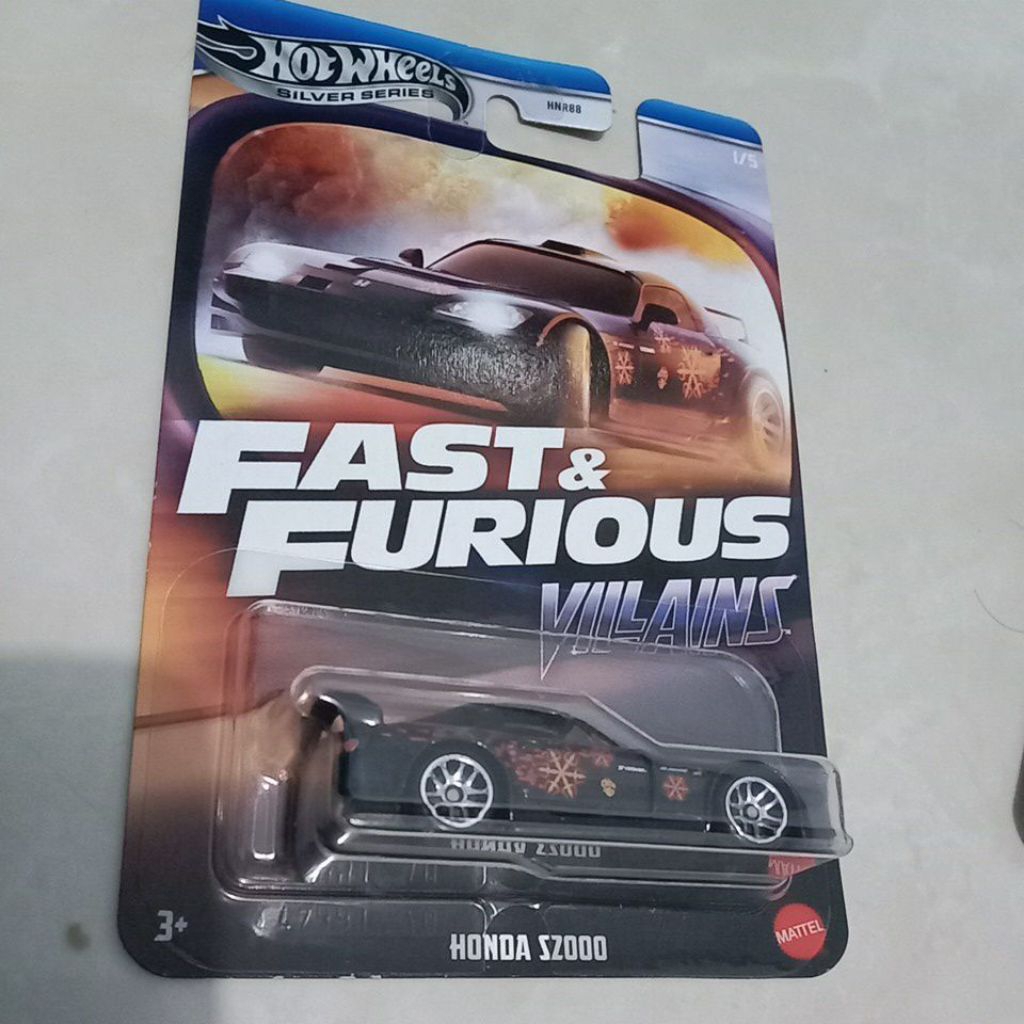 HOT WHEELS
SILVER SERIES
HNR88
1/5
FAST &
FURIOUS
VILLAINS
HONDA S2000
3+
HONDA S2000
MATTEL